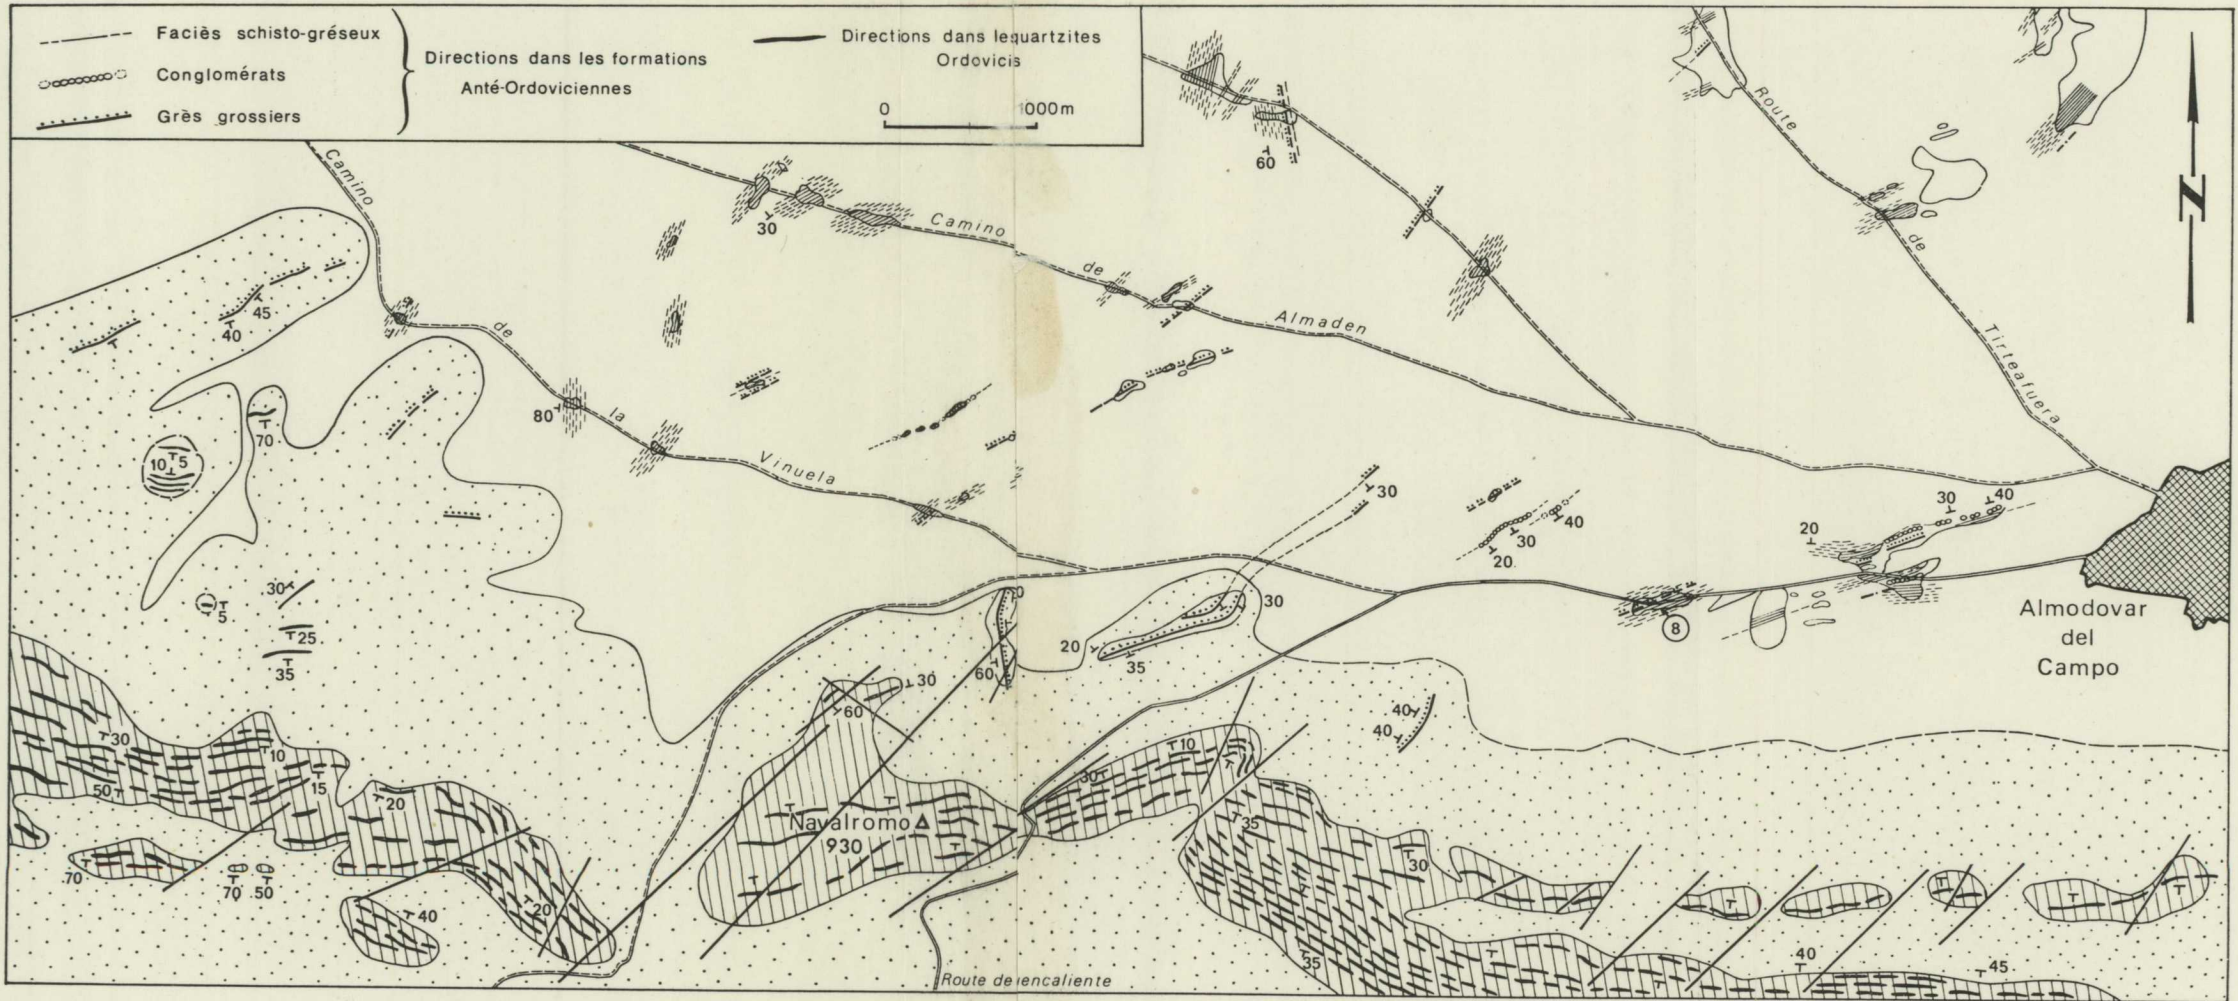 Faciès schisto-gréseux
Conglomérats
Grès grossiers
Directions dans les formations
Anté-Ordoviciennes
Directions dans lesquartzites
Ordovicis
0 1000m
N
Camino
de
la
Vinuela
Camino
de
Almaden
Route
de
Tirteafuera
Almodovar
del
Campo
Navalromo
930
Route de iencaliente
60
30
45
40
80
70
10 5
5
30
25
35
30
40
30
40
30
20
30
40
20
8
30
20
35
60
30
60
40
40
30
10
50
15
20
70
70
50
40
20
10
30
35
30
35
40
45